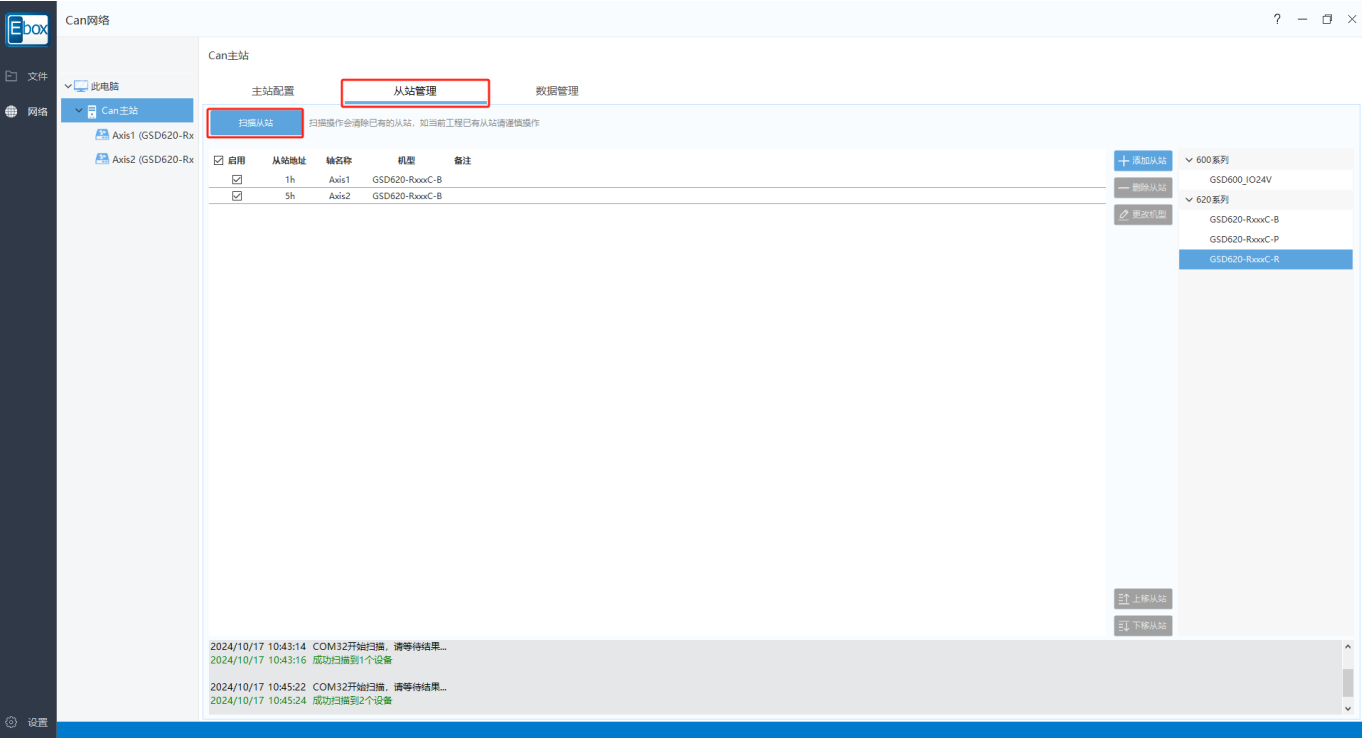 Ebox
Can网络
文件
网络
此电脑
Can主站
Axis1 (GSD620-Rx
Axis2 (GSD620-Rx
Can主站
主站配置 从站管理 数据管理
扫描从站 扫描操作会清除已有的从站，如当前工程已有从站请谨慎操作
启用 从站地址 轴名称 机型 备注
1h Axis1 GSD620-RxxxC-B
5h Axis2 GSD620-RxxxC-B
添加从站
删除从站
更改机型
600系列
GSD600_IO24V
620系列
GSD620-RxxxC-B
GSD620-RxxxC-P
GSD620-RxxxC-R
上移从站
下移从站
2024/10/17 10:43:14 COM32开始扫描，请等待结果...
2024/10/17 10:43:16 成功扫描到1个设备
2024/10/17 10:45:22 COM32开始扫描，请等待结果...
2024/10/17 10:45:24 成功扫描到2个设备
设置